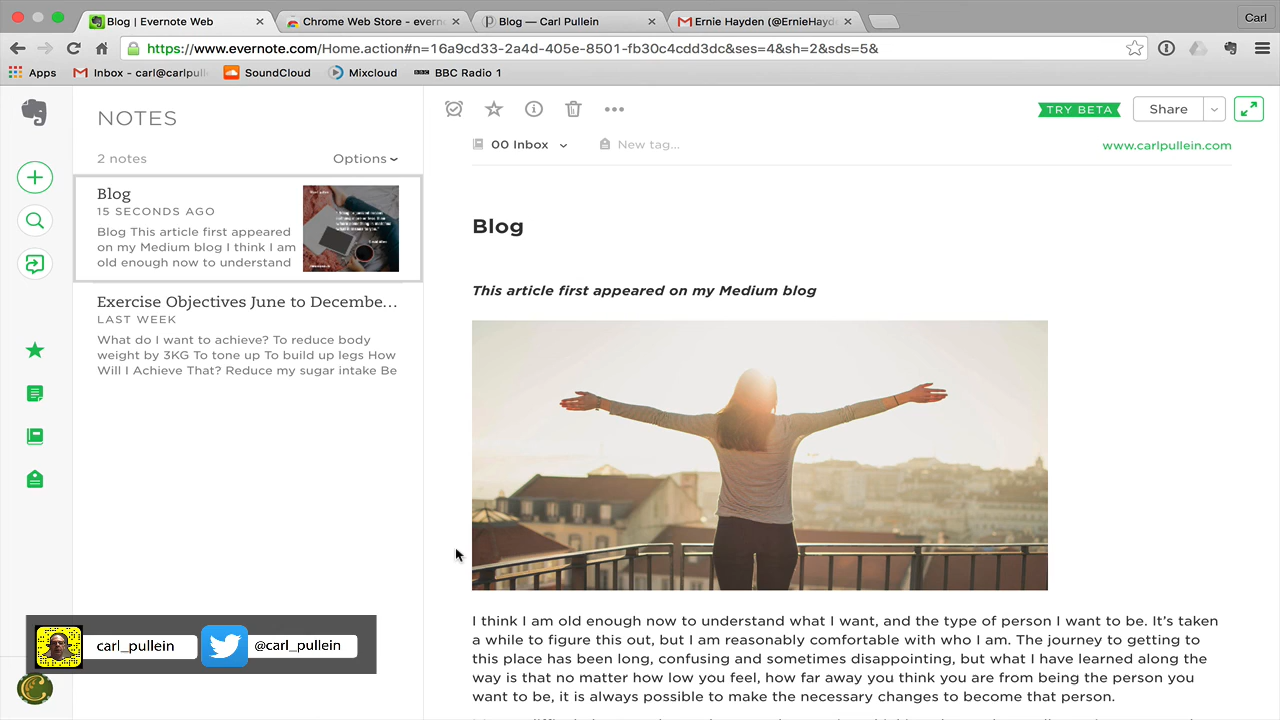 Blog | Evernote Web
Chrome Web Store - everno
Blog — Carl Pullein
Ernie Hayden (@ErnieHayd
Carl
https://www.evernote.com/Home.action#n=16a9cd33-2a4d-405e-8501-fb30c4cdd3dc&ses=4&sh=2&sds=5&
Apps
Inbox - carl@carlpull
SoundCloud
Mixcloud
BBC Radio 1
NOTES
2 notes
Options
Blog
15 SECONDS AGO
Blog This article first appeared
on my Medium blog I think I am
old enough now to understand
Exercise Objectives June to Decembe...
LAST WEEK
What do I want to achieve? To reduce body
weight by 3KG To tone up To build up legs How
Will I Achieve That? Reduce my sugar intake Be
TRY BETA
Share
00 Inbox
New tag...
www.carlpullein.com
Blog
This article first appeared on my Medium blog
I think I am old enough now to understand what I want, and the type of person I want to be. It's taken
a while to figure this out, but I am reasonably comfortable with who I am. The journey to getting to
this place has been long, confusing and sometimes disappointing, but what I have learned along the
way is that no matter how low you feel, how far away you think you are from being the person you
want to be, it is always possible to make the necessary changes to become that person.
carl_pullein
@carl_pullein